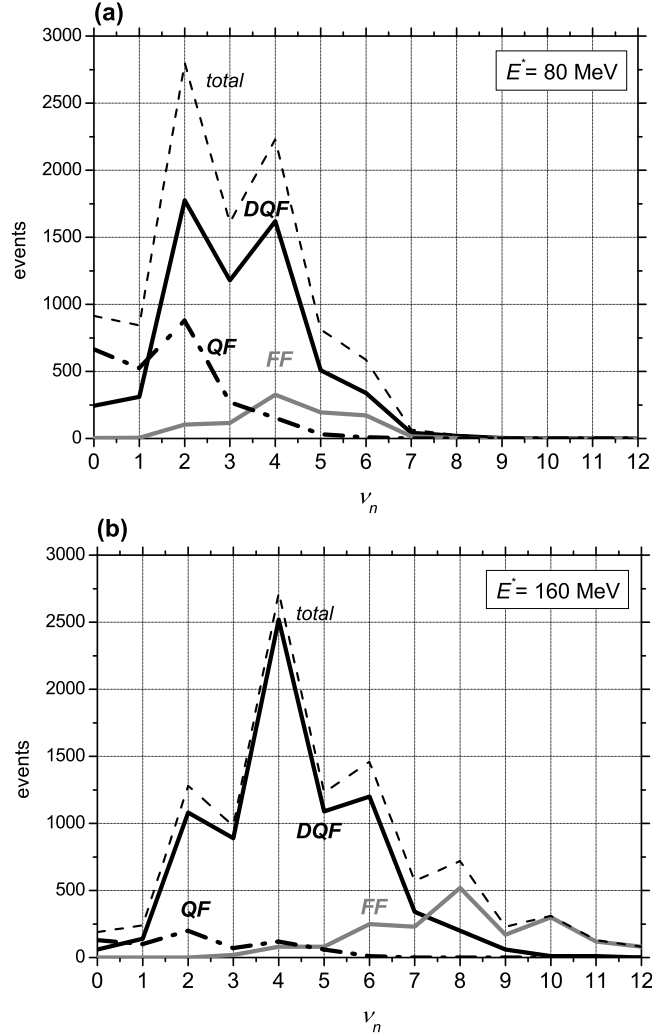 (a)
3000
2500
2000
1500
1000
500
0
events
E* = 80 MeV
total
DQF
QF
FF
0 1 2 3 4 5 6 7 8 9 10 11 12
ν_n
(b)
3000
2500
2000
1500
1000
500
0
events
E* = 160 MeV
total
DQF
QF
FF
0 1 2 3 4 5 6 7 8 9 10 11 12
ν_n